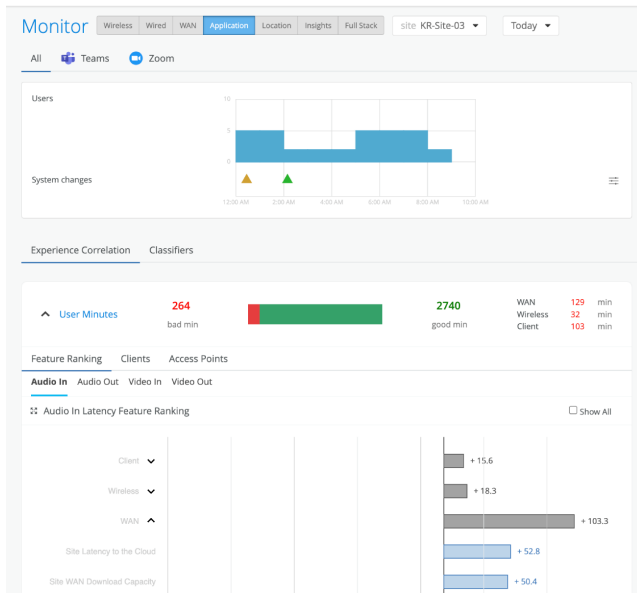 Monitor Wireless Wired WAN Application Location Insights Full Stack site KR-Site-03 Today
All Teams Zoom
Users
10
5
0
System changes
12:00 AM 2:00 AM 4:00 AM 6:00 AM 8:00 AM 10:00 AM
Experience Correlation Classifiers
User Minutes
264
bad min
2740
good min
WAN 129 min
Wireless 32 min
Client 103 min
Feature Ranking Clients Access Points
Audio In Audio Out Video In Video Out
Audio In Latency Feature Ranking Show All
Client + 15.6
Wireless + 18.3
WAN + 103.3
Site Latency to the Cloud + 52.8
Site WAN Download Capacity + 50.4